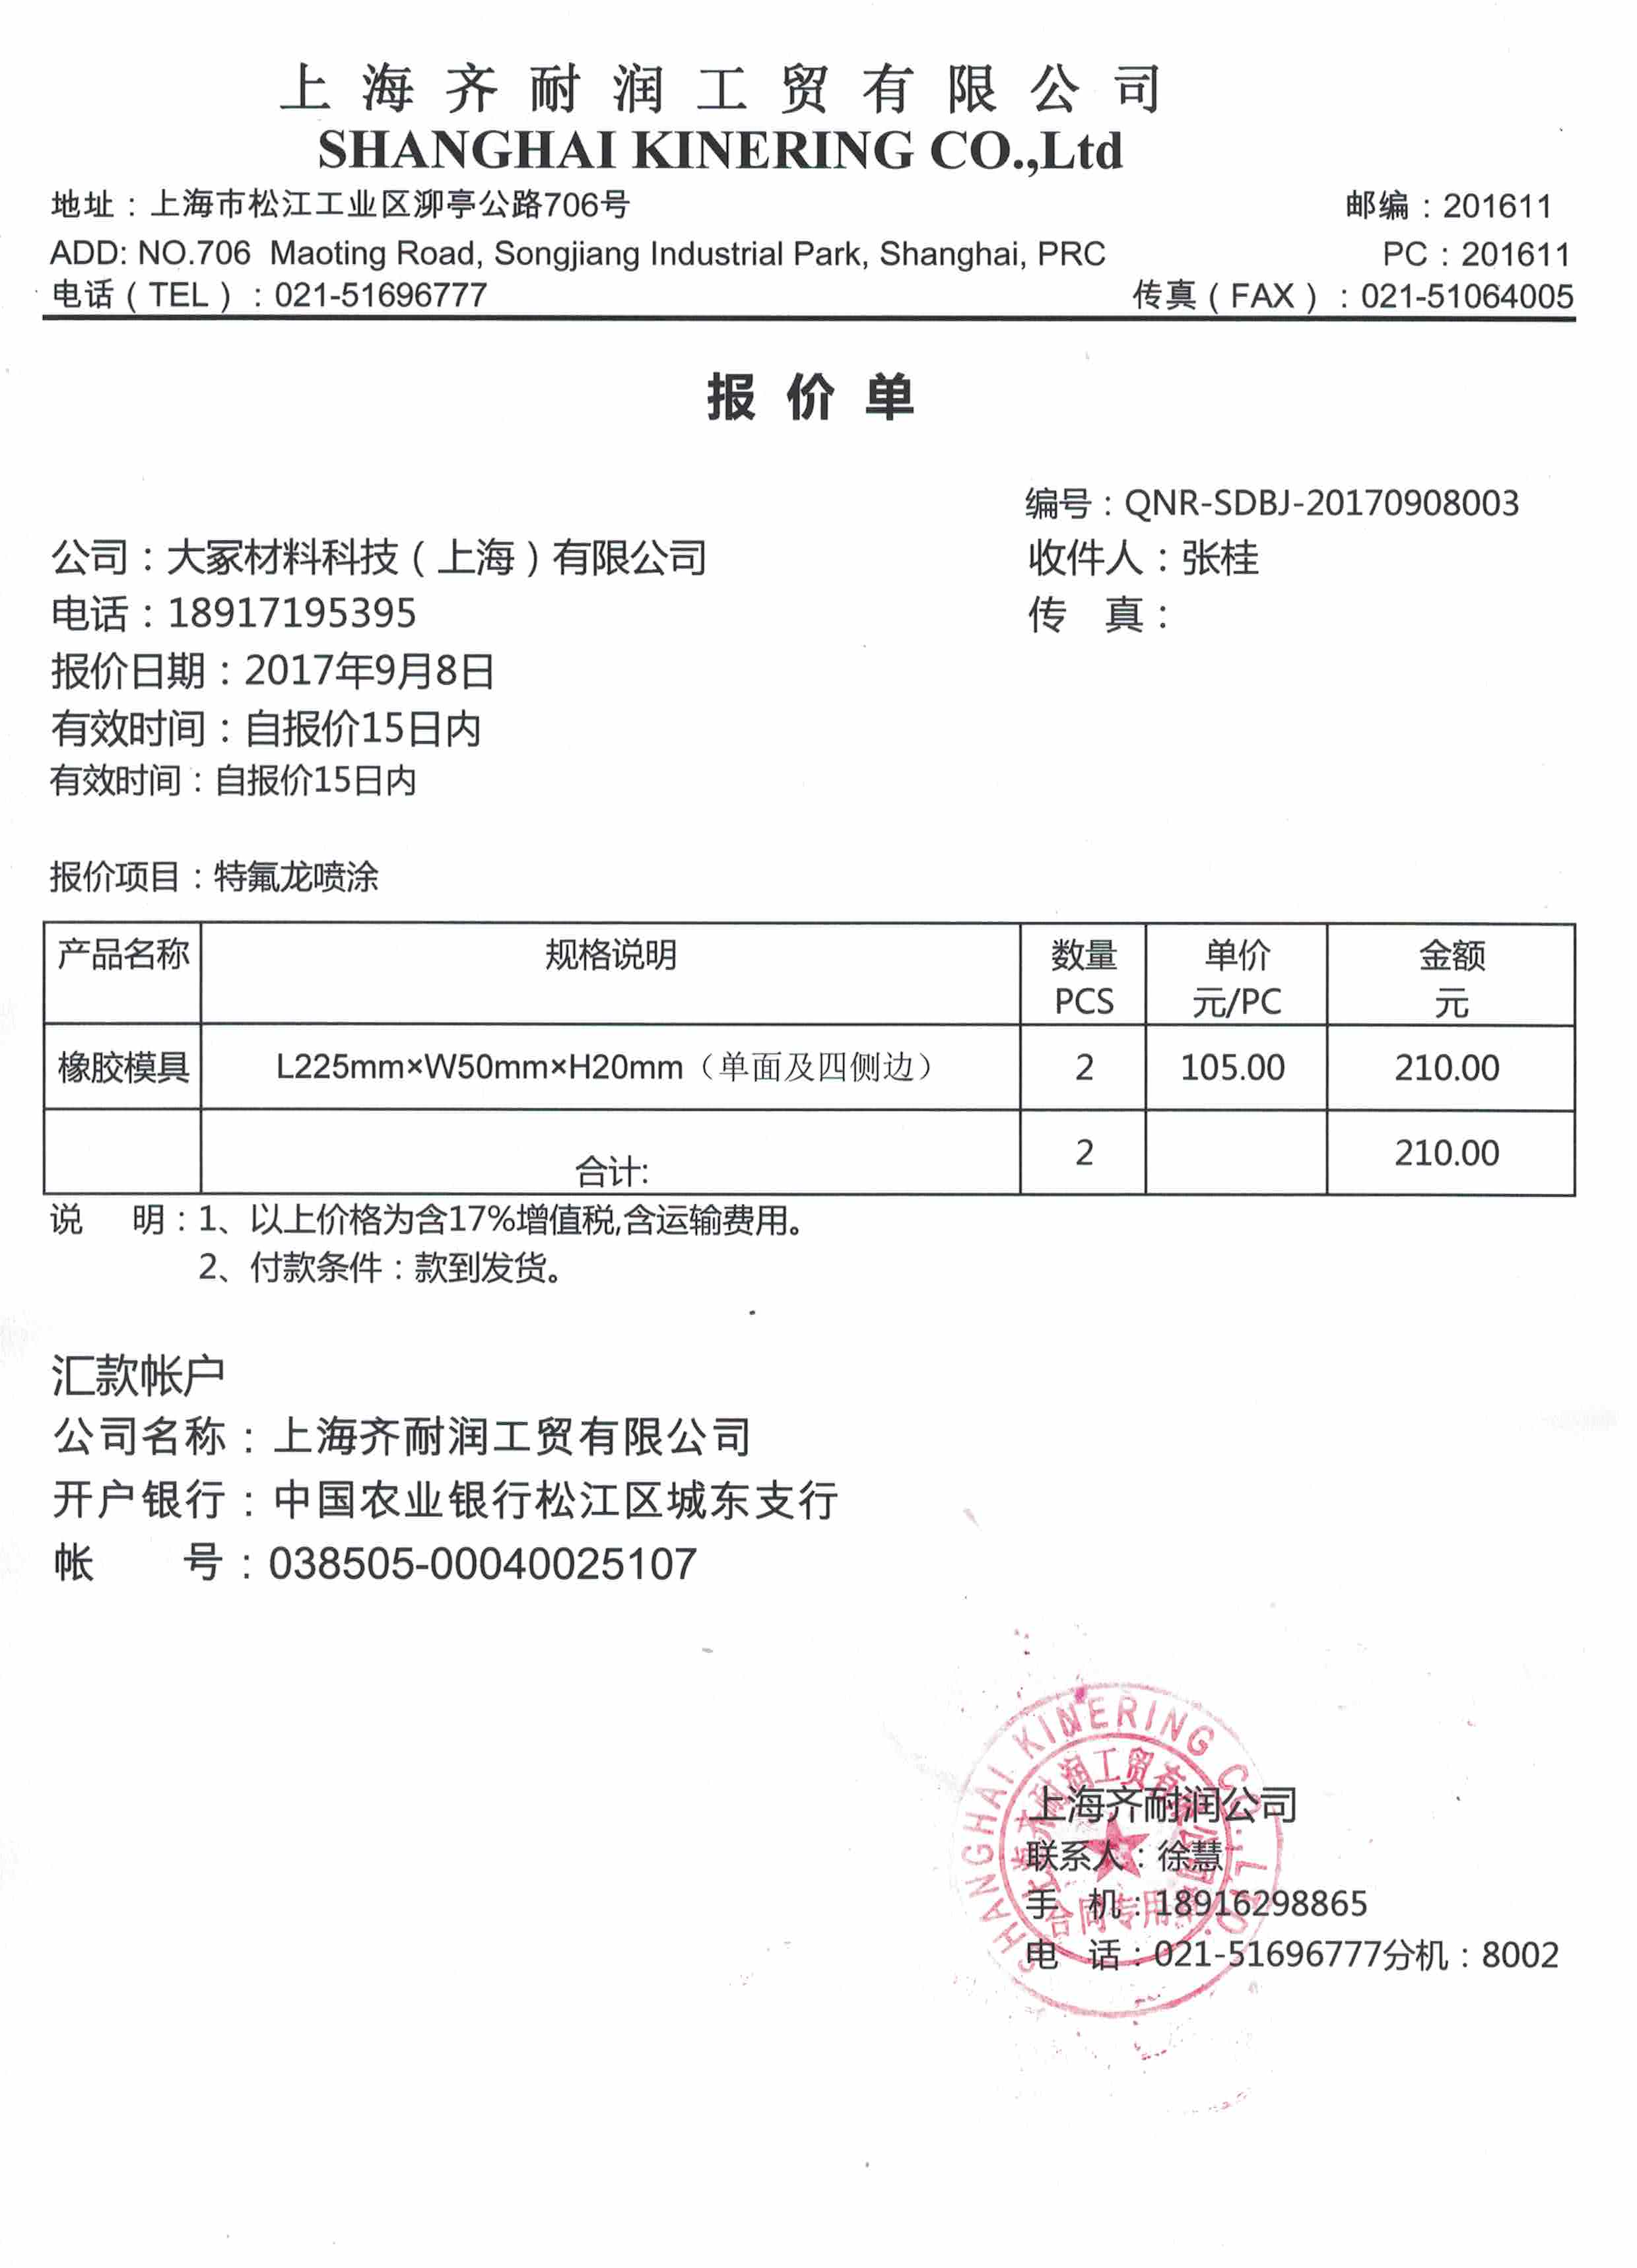 上海齐耐润工贸有限公司
SHANGHAI KINERING CO.,Ltd
地址：上海市松江工业区泖亭公路706号 邮编：201611
ADD: NO.706 Maoting Road, Songjiang Industrial Park, Shanghai, PRC PC：201611
电话（TEL）：021-51696777 传真（FAX）：021-51064005
报 价 单
编号：QNR-SDBJ-20170908003
公司：大冢材料科技（上海）有限公司 收件人：张桂
电话：18917195395 传 真：
报价日期：2017年9月8日
有效时间：自报价15日内
有效时间：自报价15日内
报价项目：特氟龙喷涂
产品名称 规格说明 数量 单价 金额
PCS 元/PC 元
橡胶模具 L225mm×W50mm×H20mm（单面及四侧边） 2 105.00 210.00
合计: 2 210.00
说 明：1、以上价格为含17%增值税,含运输费用。
2、付款条件：款到发货。
汇款帐户
公司名称：上海齐耐润工贸有限公司
开户银行：中国农业银行松江区城东支行
帐 号：038505-00040025107
SHANGHAI KINERING CO.,LTD.
上海齐耐润工贸有限公司
合同专用章
上海齐耐润公司
联系人：徐慧
手 机：18916298865
电 话：021-51696777分机：8002